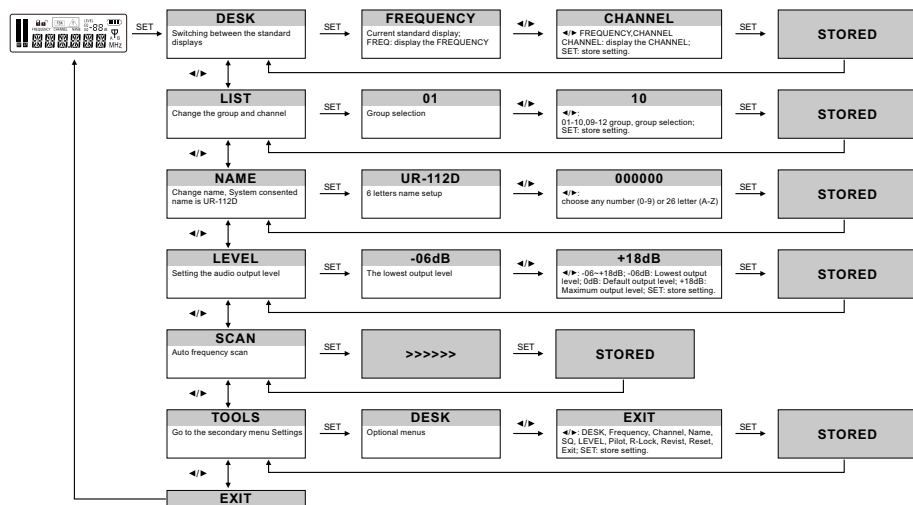 LEVEL
FREQUENCY CHANNEL NAME
MHz
SET
DESK
Switching between the standard
displays
SET
FREQUENCY
Current standard display;
FREQ: display the FREQUENCY
◄/►
CHANNEL
◄/► FREQUENCY,CHANNEL
CHANNEL: display the CHANNEL;
SET: store setting.
SET
STORED
◄/►
LIST
Change the group and channel
SET
01
Group selection
◄/►
10
◄/►:
01-10,09-12 group, group selection;
SET: store setting.
SET
STORED
◄/►
NAME
Change name, System consented
name is UR-112D
SET
UR-112D
6 letters name setup
◄/►
000000
◄/►:
choose any number (0-9) or 26 letter (A-Z)
SET
STORED
◄/►
LEVEL
Setting the audio output level
SET
-06dB
The lowest output level
◄/►
+18dB
◄/►: -06~+18dB; -06dB: Lowest output
level; 0dB: Default output level; +18dB:
Maximum output level; SET: store setting.
SET
STORED
◄/►
SCAN
Auto frequency scan
SET
>>>>>>
SET
STORED
◄/►
TOOLS
Go to the secondary menu Settings
SET
DESK
Optional menus
◄/►
EXIT
◄/►: DESK, Frequency, Channel, Name,
SQ, LEVEL, Pilot, R-Lock, Revist, Reset,
Exit; SET: store setting.
SET
STORED
◄/►
EXIT